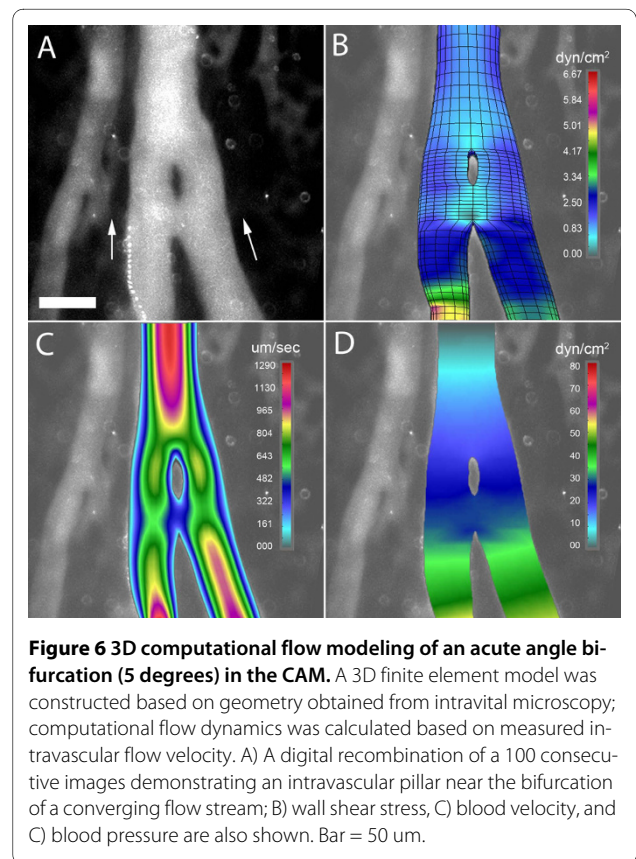 A
B
dyn/cm²
6.67
5.84
5.01
4.17
3.34
2.50
1.67
0.83
0.00
C
um/sec
1290
1130
965
804
643
482
322
161
000
D
dyn/cm²
80
70
60
50
40
30
20
10
00
Figure 6 3D computational flow modeling of an acute angle bi-
furcation (5 degrees) in the CAM. A 3D finite element model was
constructed based on geometry obtained from intravital microscopy;
computational flow dynamics was calculated based on measured in-
travascular flow velocity. A) A digital recombination of a 100 consecu-
tive images demonstrating an intravascular pillar near the bifurcation
of a converging flow stream; B) wall shear stress, C) blood velocity, and
C) blood pressure are also shown. Bar = 50 um.